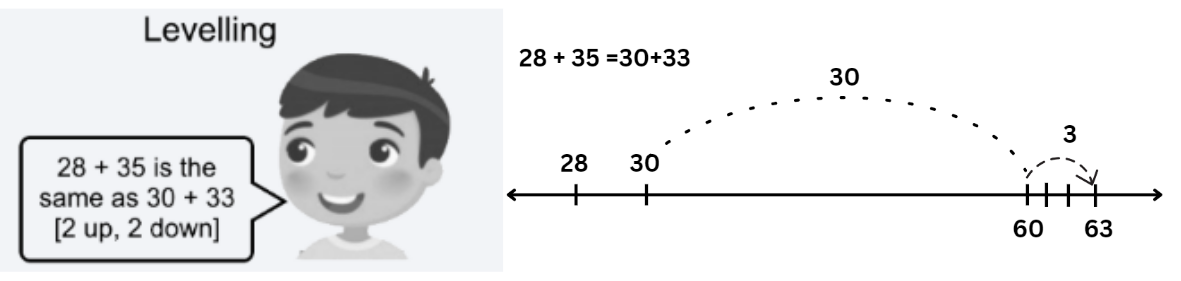 Levelling
28 + 35 is the
same as 30 + 33
[2 up, 2 down]
28 + 35 =30+33
30
3
28 30
60 63